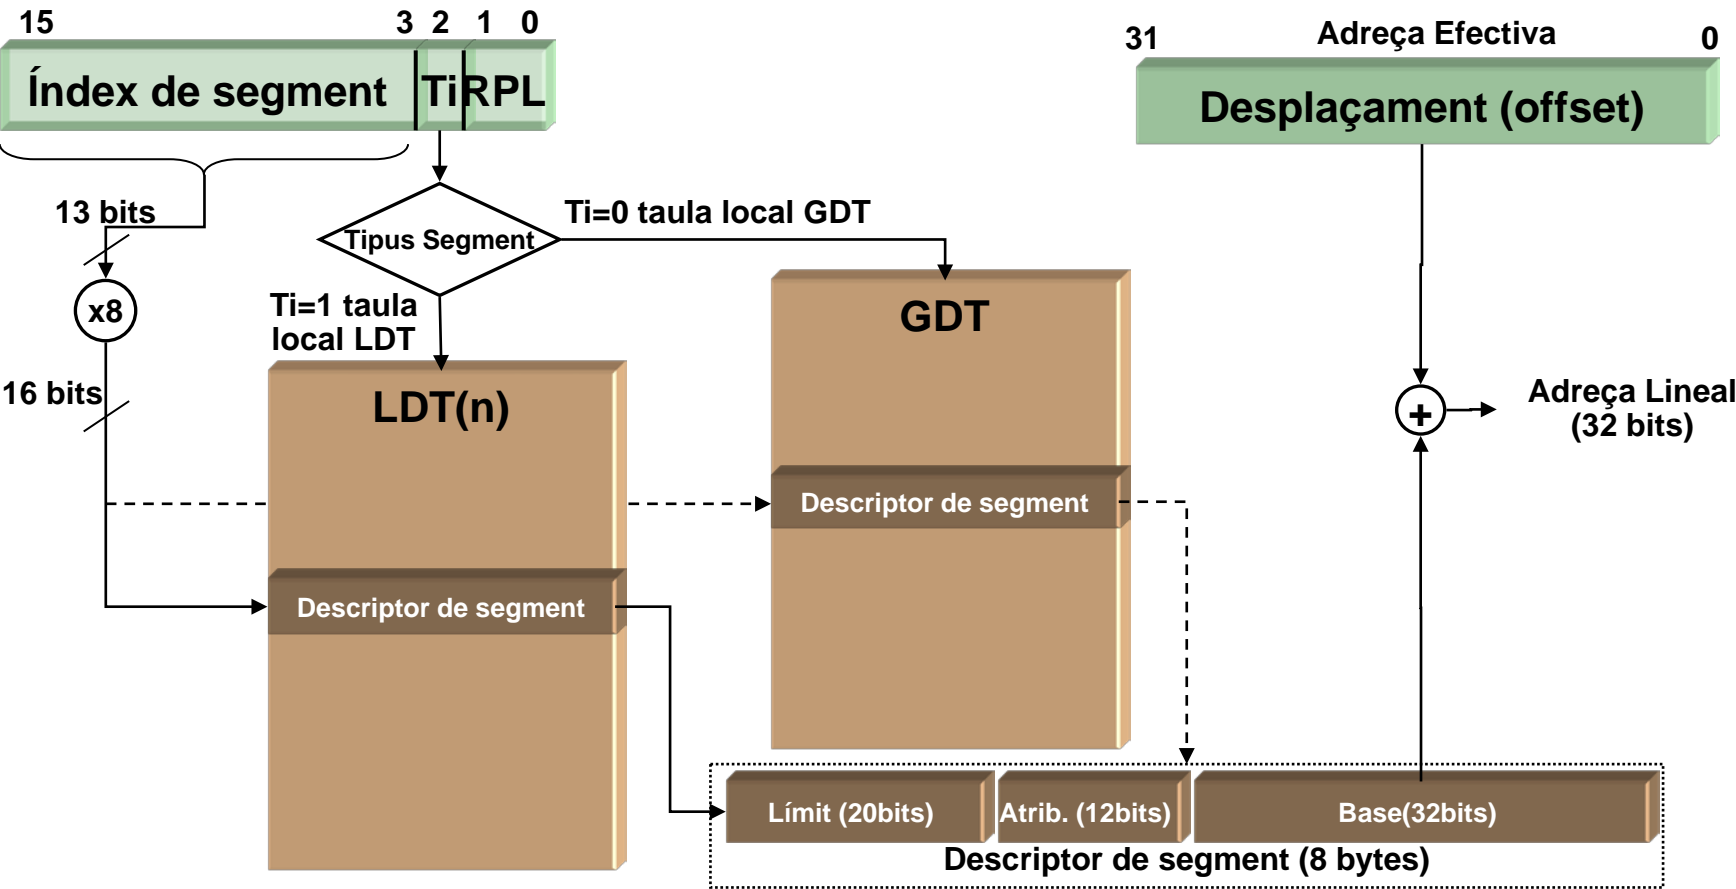 15 3 2 1 0
Índex de segment Ti RPL
31 Adreça Efectiva 0
Desplaçament (offset)
13 bits
x8
16 bits
Tipus Segment
Ti=0 taula local GDT
Ti=1 taula
local LDT
GDT
LDT(n)
Descriptor de segment
Descriptor de segment
+
Adreça Lineal
(32 bits)
Límit (20bits)
Atrib. (12bits)
Base(32bits)
Descriptor de segment (8 bytes)